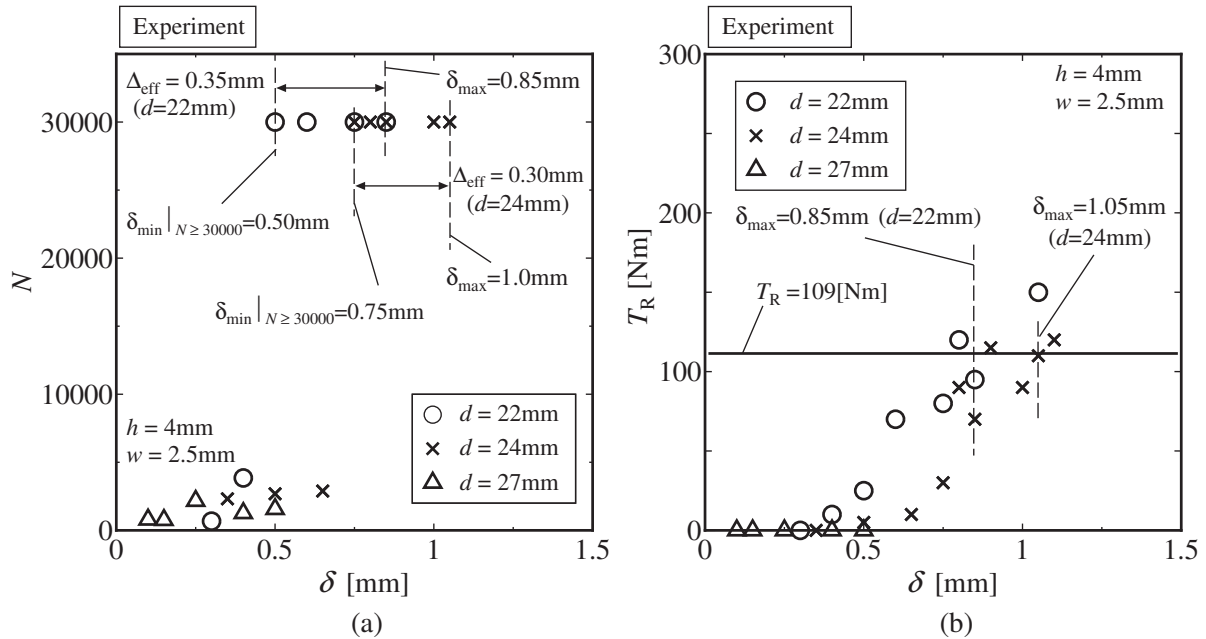 Experiment
Δeff = 0.35mm
(d=22mm)
δmax=0.85mm
Δeff = 0.30mm
(d=24mm)
δmin|N ≥ 30000=0.50mm
δmax=1.0mm
δmin|N ≥ 30000=0.75mm
h = 4mm
w = 2.5mm
d = 22mm
d = 24mm
d = 27mm
30000
20000
10000
0
N
0 0.5 1 1.5
δ [mm]
(a)
Experiment
h = 4mm
w = 2.5mm
d = 22mm
d = 24mm
d = 27mm
δmax=0.85mm (d=22mm)
δmax=1.05mm
(d=24mm)
TR =109[Nm]
300
200
100
0
TR [Nm]
0 0.5 1 1.5
δ [mm]
(b)